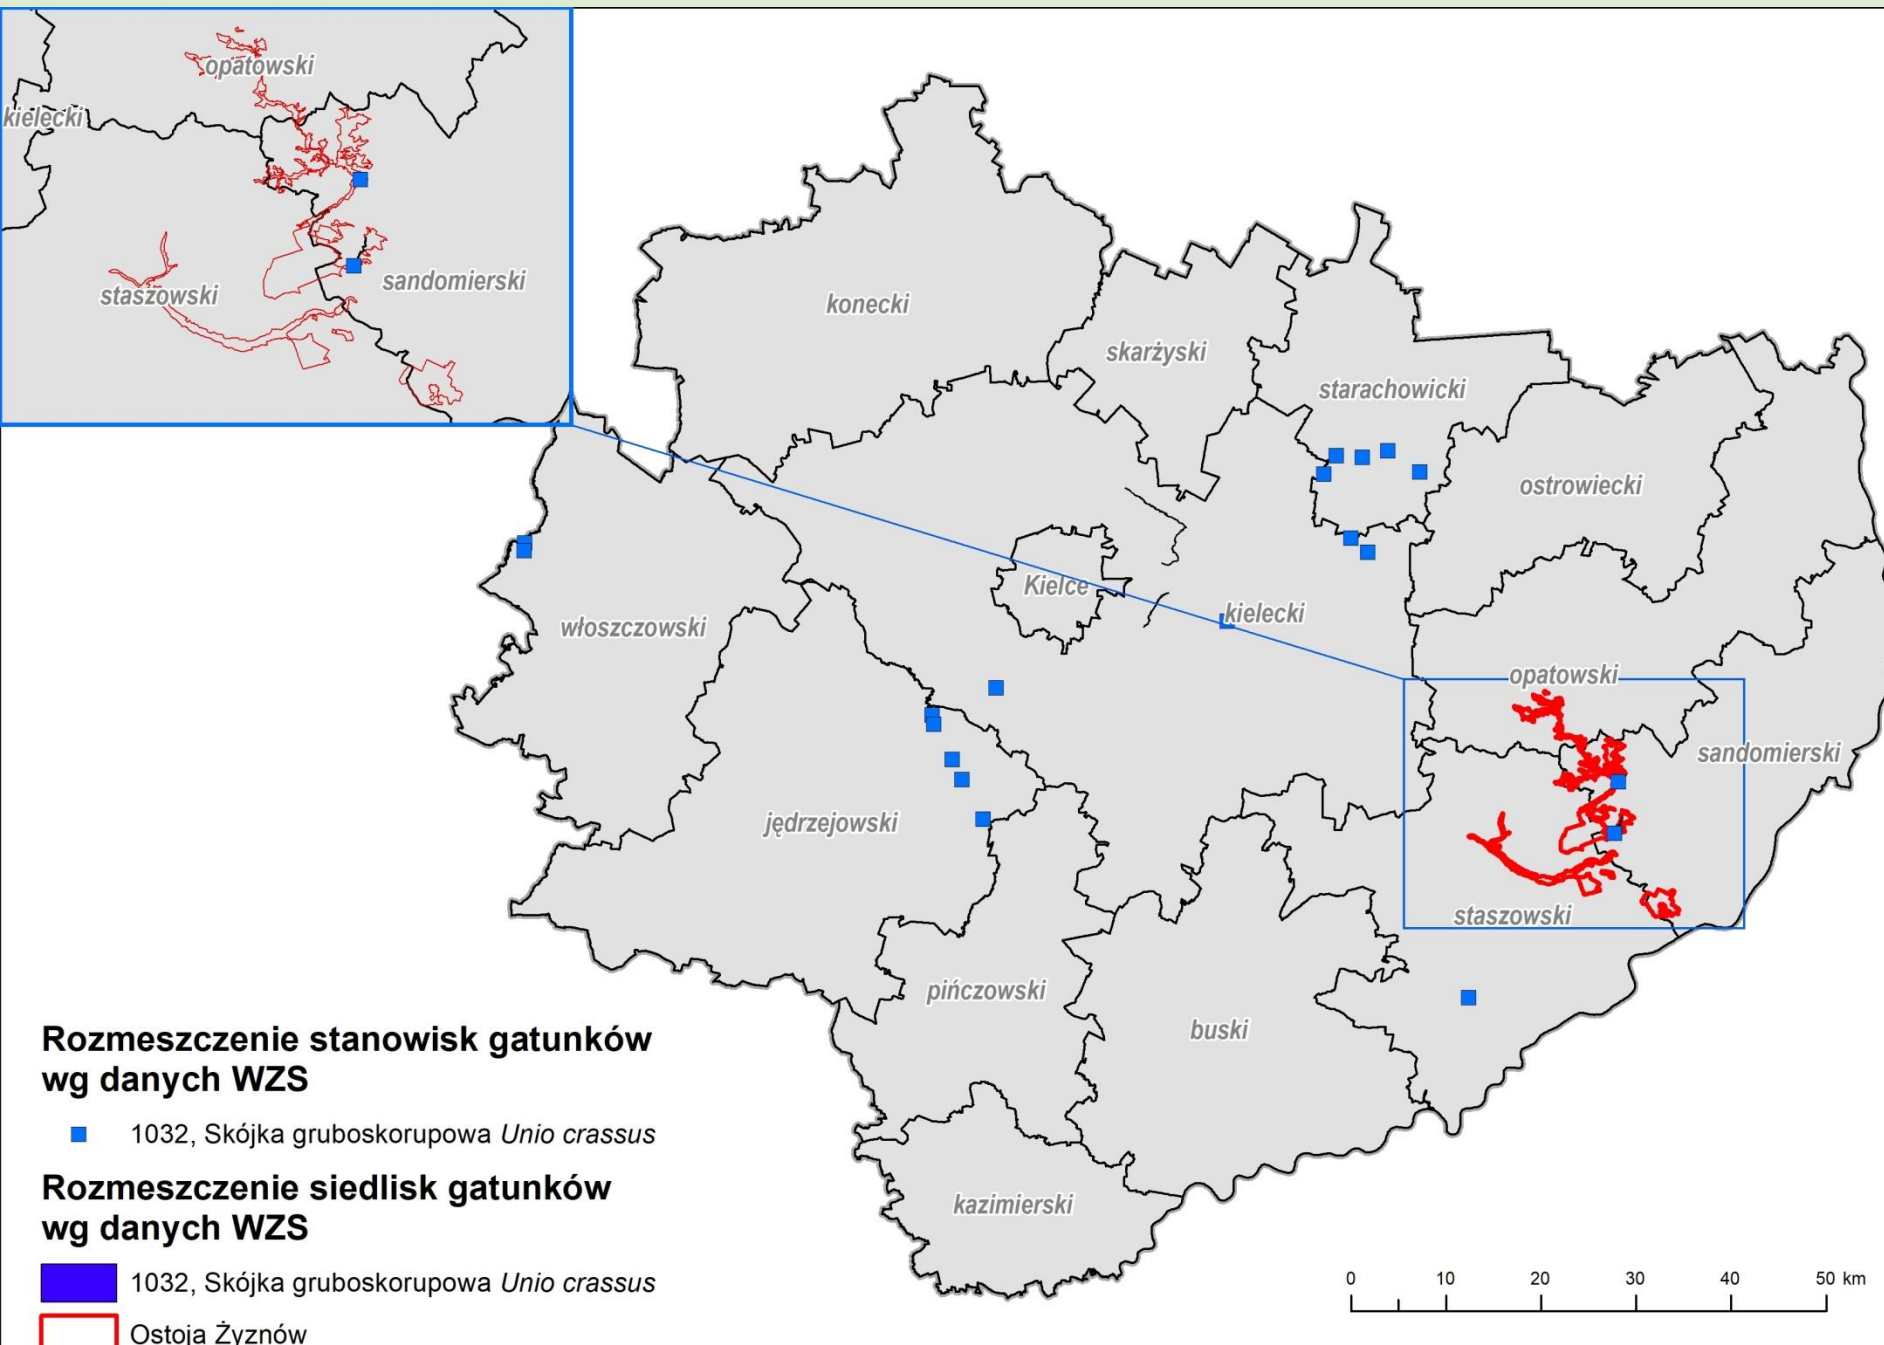 opatowski
kielecki
sandomierski
staszowski
konecki
skarżyski
starachowicki
ostrowiecki
Kielce
kielecki
włoszczowski
opatowski
sandomierski
jędrzejowski
staszowski
pińczowski
buski
kazimierski
Rozmeszczenie stanowisk gatunków
wg danych WZS
1032, Skójka gruboskorupowa Unio crassus
Rozmeszczenie siedlisk gatunków
wg danych WZS
1032, Skójka gruboskorupowa Unio crassus
Ostoja Żyznów
0 10 20 30 40 50 km